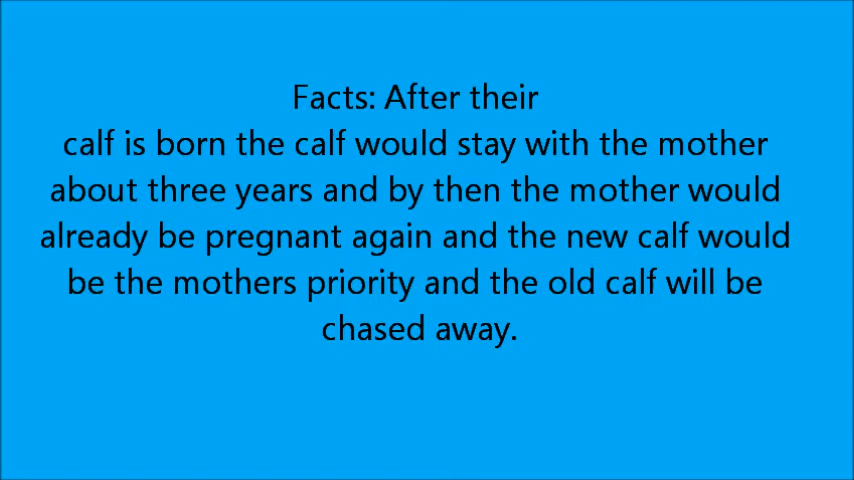 Facts: After their
calf is born the calf would stay with the mother
about three years and by then the mother would
already be pregnant again and the new calf would
be the mothers priority and the old calf will be
chased away.